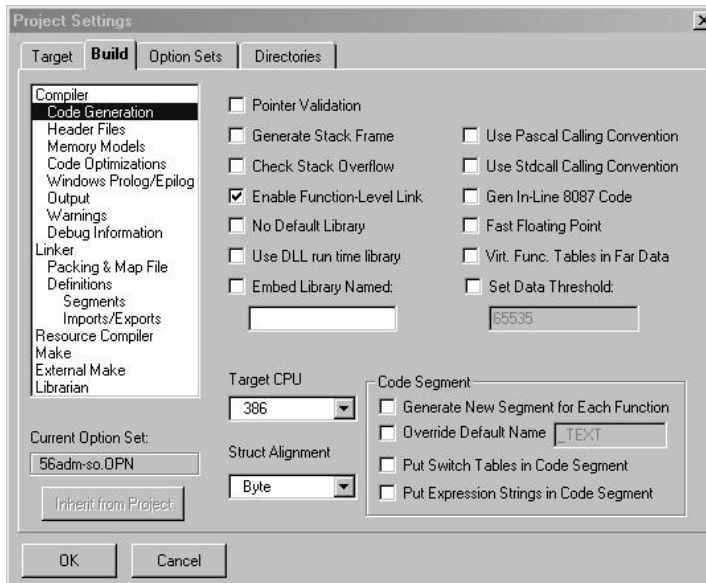 Project Settings
Target Build Option Sets Directories
Compiler
Code Generation
Header Files
Memory Models
Code Optimizations
Windows Prolog/Epilog
Output
Warnings
Debug Information
Linker
Packing & Map File
Definitions
Segments
Imports/Exports
Resource Compiler
Make
External Make
Librarian
Current Option Set:
56adm-so.OPN
Inherit from Project
Pointer Validation
Generate Stack Frame
Check Stack Overflow
Enable Function-Level Link
No Default Library
Use DLL run time library
Embed Library Named:
Use Pascal Calling Convention
Use Stdcall Calling Convention
Gen In-Line 8087 Code
Fast Floating Point
Virt. Func. Tables in Far Data
Set Data Threshold:
65535
Target CPU
386
Struct Alignment
Byte
Code Segment
Generate New Segment for Each Function
Override Default Name _TEXT
Put Switch Tables in Code Segment
Put Expression Strings in Code Segment
OK Cancel